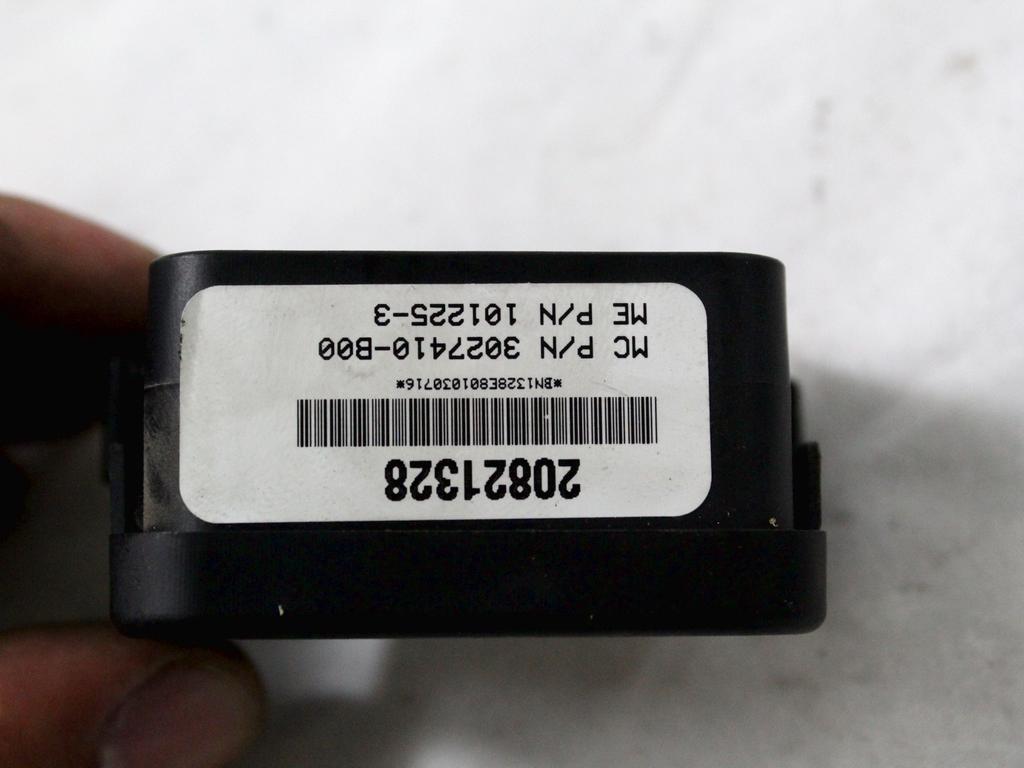 20821328
*BN1328E801030716*
MC P/N 3027410-B00
ME P/N 101225-3